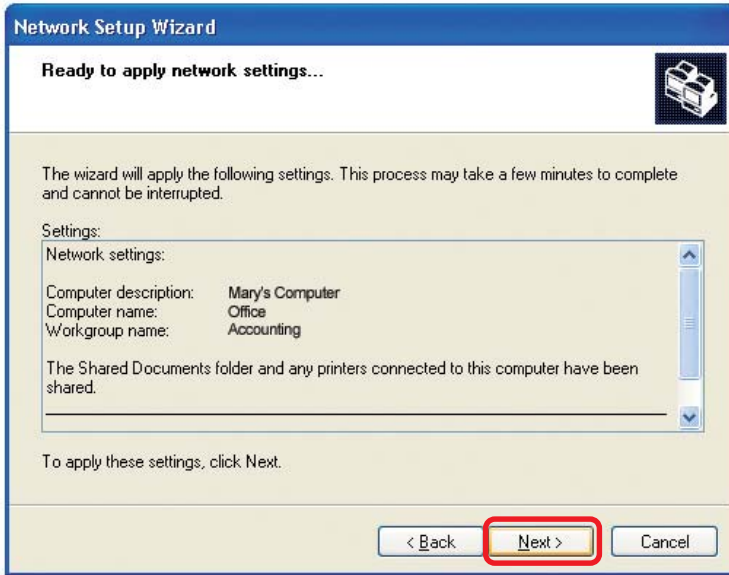 Network Setup Wizard
Ready to apply network settings...
The wizard will apply the following settings. This process may take a few minutes to complete
and cannot be interrupted.
Settings:
Network settings:
Computer description: Mary's Computer
Computer name: Office
Workgroup name: Accounting
The Shared Documents folder and any printers connected to this computer have been
shared.
To apply these settings, click Next.
< Back Next > Cancel